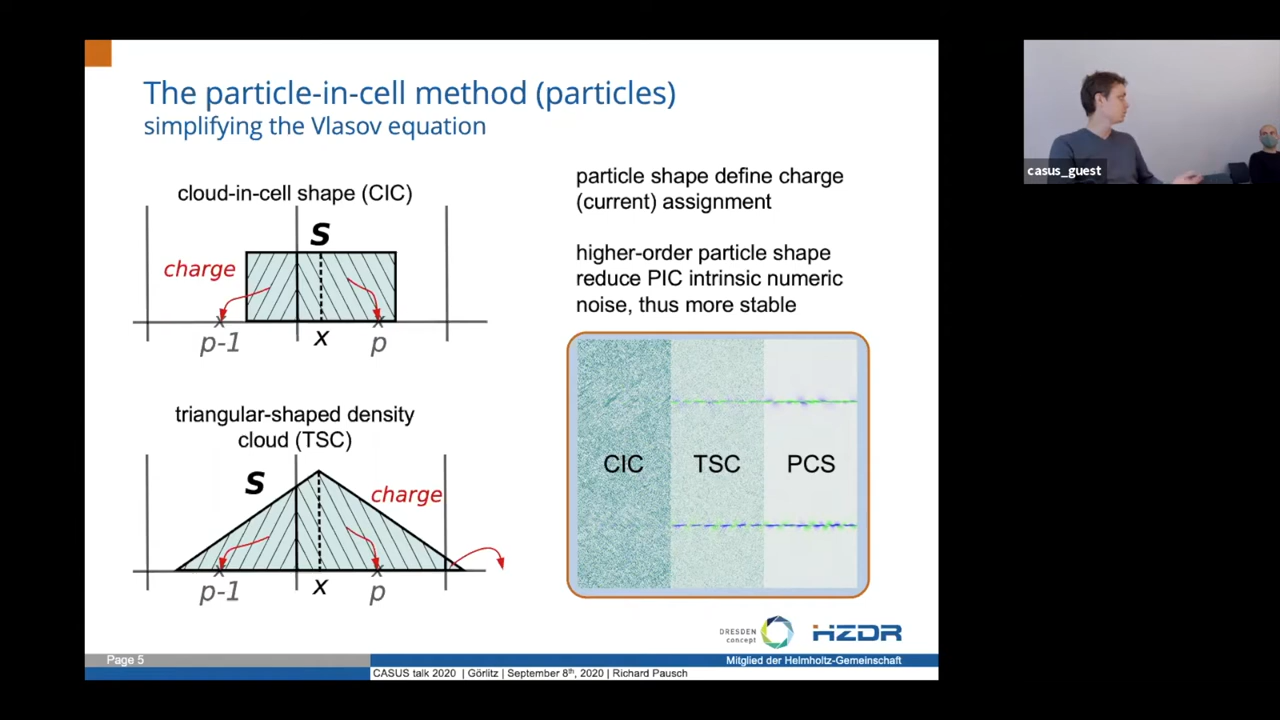 The particle-in-cell method (particles)
simplifying the Vlasov equation
cloud-in-cell shape (CIC)
S
charge
p-1
x
p
triangular-shaped density
cloud (TSC)
S
charge
p-1
x
p
particle shape define charge
(current) assignment
higher-order particle shape
reduce PIC intrinsic numeric
noise, thus more stable
CIC
TSC
PCS
DRESDEN
concept
HZDR
Page 5
Mitglied der Helmholtz-Gemeinschaft
CASUS talk 2020 | Görlitz | September 8th, 2020 | Richard Pausch
casus_guest